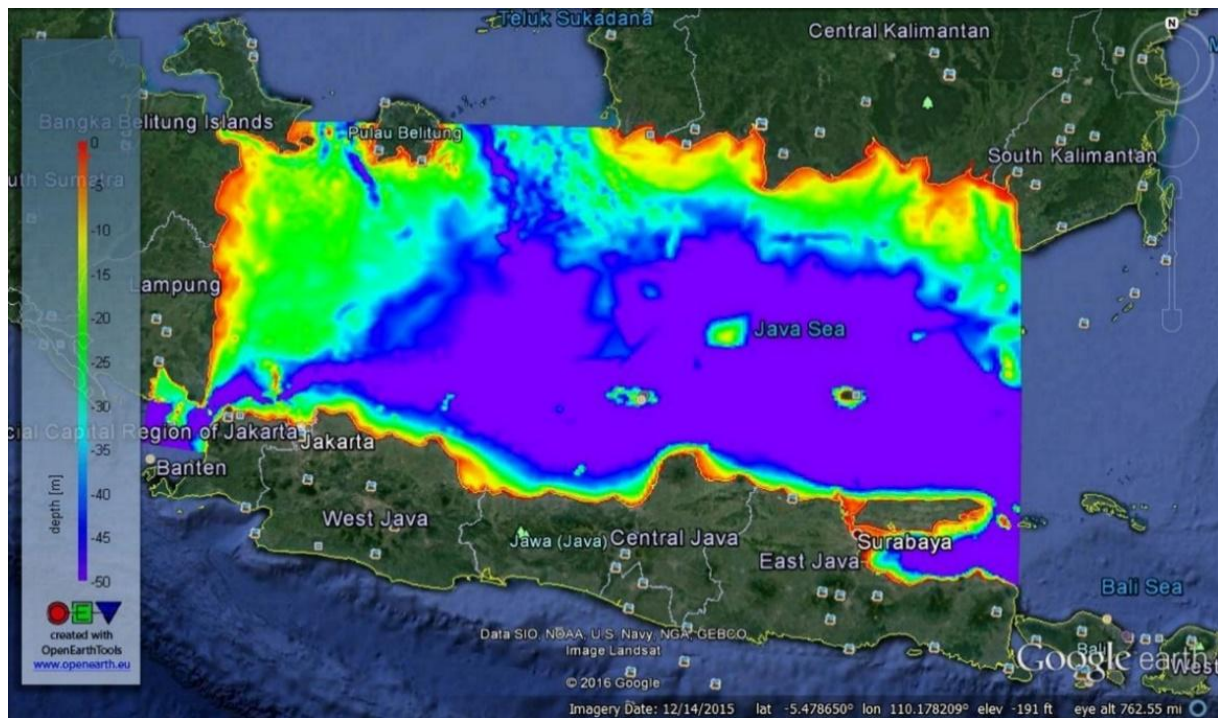 Teluk Sukadana
Central Kalimantan
N
Bangka Belitung Islands
Pulau Belitung
South Kalimantan
uth Sumatra
0
-5
-10
-15
-20
-25
-30
-35
-40
-45
-50
depth [m]
Lampung
Java Sea
cial Capital Region of Jakarta
Jakarta
Banten
West Java
Jawa (Java)
Central Java
East Java
Surabaya
Bali Sea
Bali
West
created with
OpenEarthTools
www.openearth.eu
Data SIO, NOAA, U.S. Navy, NGA, GEBCO
Image Landsat
© 2016 Google
Google earth
Imagery Date: 12/14/2015 lat -5.478650° lon 110.178209° elev -191 ft eye alt 762.55 mi